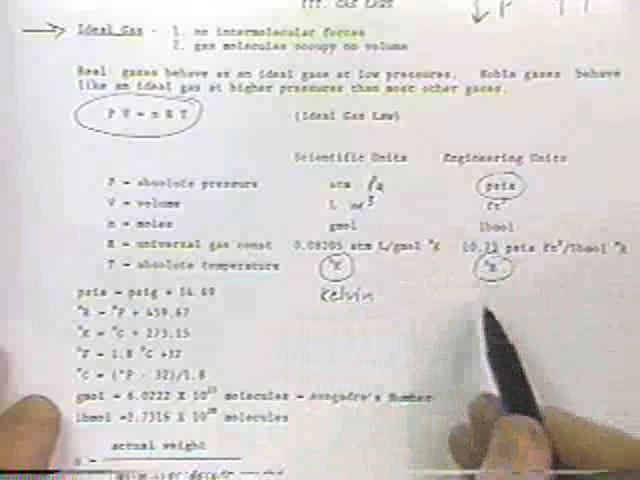 III. GAS LAWS
Ideal Gas - 1. no intermolecular forces
2. gas molecules occupy no volume
Real gases behave as an ideal gase at low pressures. Noble gases behave
like an ideal gas at higher pressures than most other gases.
P V = n R T (Ideal Gas Law)
Scientific Units Engineering Units
P = absolute pressure atm Pa psia
V = volume L m³ ft³
n = moles gmol lbmol
R = universal gas const 0.08205 atm L/gmol °K 10.73 psia ft³/lbmol °R
T = absolute temperature °K °R
Kelvin
psia = psig + 14.69
°R = °F + 459.67
°K = °C + 273.15
°F = 1.8 °C +32
°C = (°F - 32)/1.8
gmol = 6.0222 X 10²³ molecules = Avogadro's Number
lbmol =2.7316 X 10²⁶ molecules
actual weight
n =